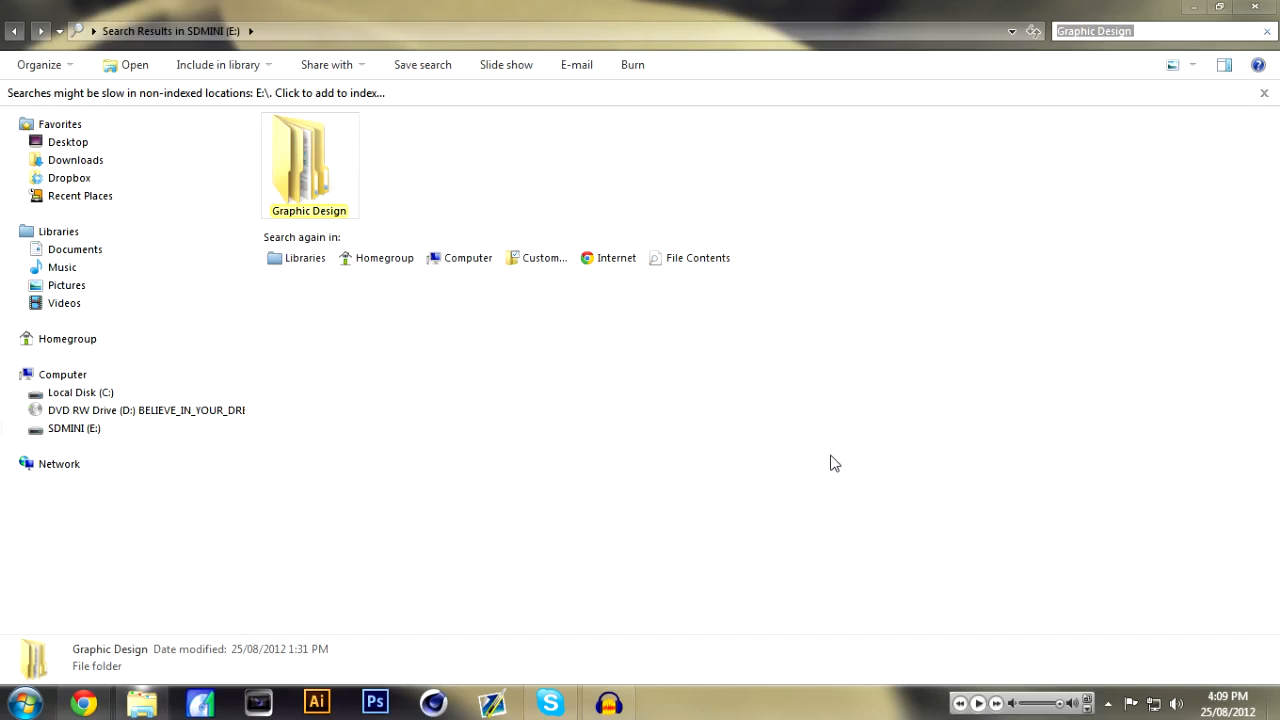 Search Results in SDMINI (E:)
Graphic Design
Organize
Open
Include in library
Share with
Save search
Slide show
E-mail
Burn
Searches might be slow in non-indexed locations: E:\. Click to add to index...
Favorites
Desktop
Downloads
Dropbox
Recent Places
Libraries
Documents
Music
Pictures
Videos
Homegroup
Computer
Local Disk (C:)
DVD RW Drive (D:) BELIEVE_IN_YOUR_DRE
SDMINI (E:)
Network
Graphic Design
Search again in:
Libraries
Homegroup
Computer
Custom...
Internet
File Contents
Graphic Design Date modified: 25/08/2012 1:31 PM
File folder
Ai
Ps
4:09 PM
25/08/2012